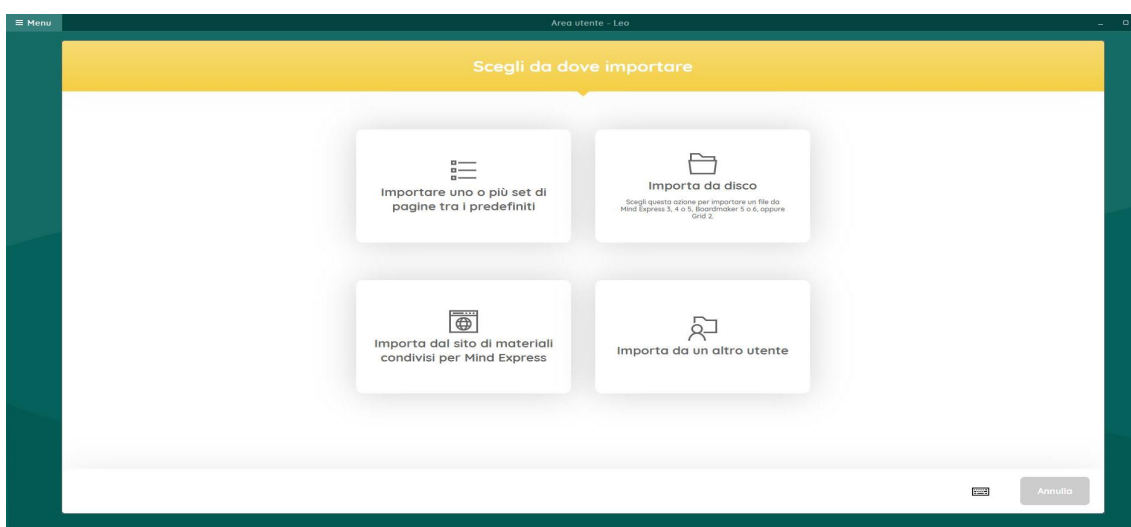 Menu
Area utente - Leo
Scegli da dove importare
Importare uno o più set di
pagine tra i predefiniti
Importa da disco
Scegli questa azione per importare un file da
Mind Express 3, 4 o 5, Boardmaker 5 o 6, oppure
Grid 2.
Importa dal sito di materiali
condivisi per Mind Express
Importa da un altro utente
Annulla